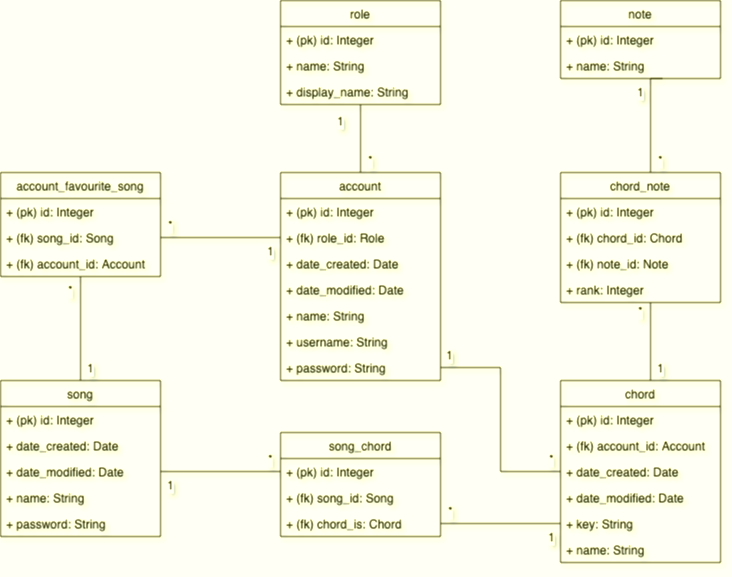 role
+ (pk) id: Integer
+ name: String
+ display_name: String
1
*
note
+ (pk) id: Integer
+ name: String
1
*
account_favourite_song
+ (pk) id: Integer
+ (fk) song_id: Song
+ (fk) account_id: Account
*
1
*
1
account
+ (pk) id: Integer
+ (fk) role_id: Role
+ date_created: Date
+ date_modified: Date
+ name: String
+ username: String
+ password: String
1
*
chord_note
+ (pk) id: Integer
+ (fk) chord_id: Chord
+ (fk) note_id: Note
+ rank: Integer
*
1
song
+ (pk) id: Integer
+ date_created: Date
+ date_modified: Date
+ name: String
+ password: String
1
*
song_chord
+ (pk) id: Integer
+ (fk) song_id: Song
+ (fk) chord_is: Chord
*
1
chord
+ (pk) id: Integer
+ (fk) account_id: Account
+ date_created: Date
+ date_modified: Date
+ key: String
+ name: String